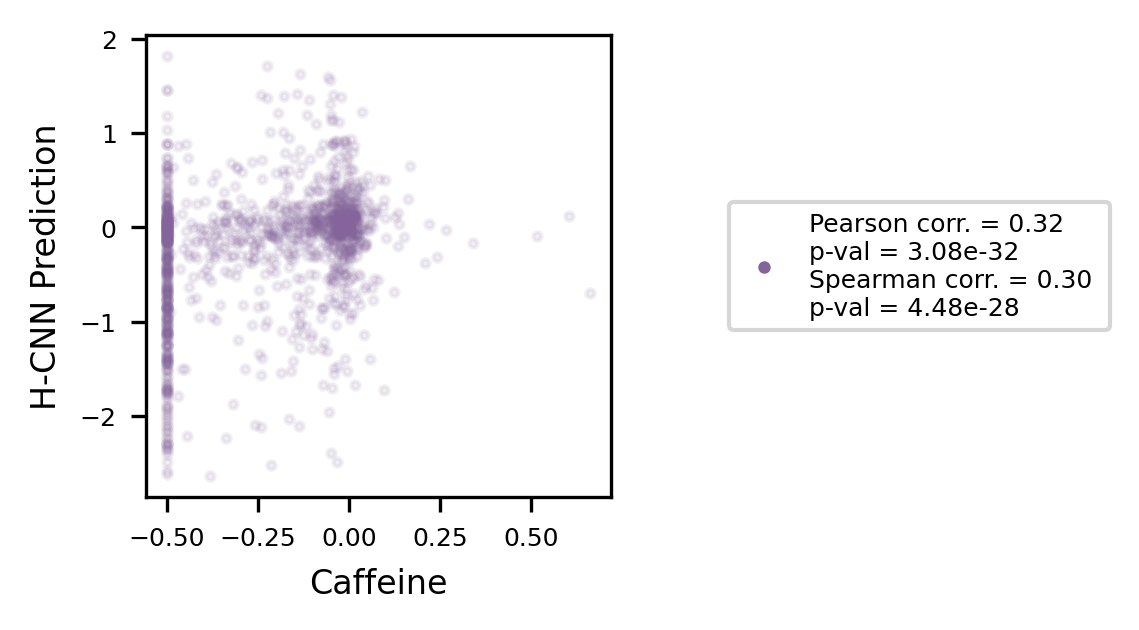 2
1
0
−1
−2
H-CNN Prediction
−0.50 −0.25 0.00 0.25 0.50
Caffeine
Pearson corr. = 0.32
p-val = 3.08e-32
Spearman corr. = 0.30
p-val = 4.48e-28